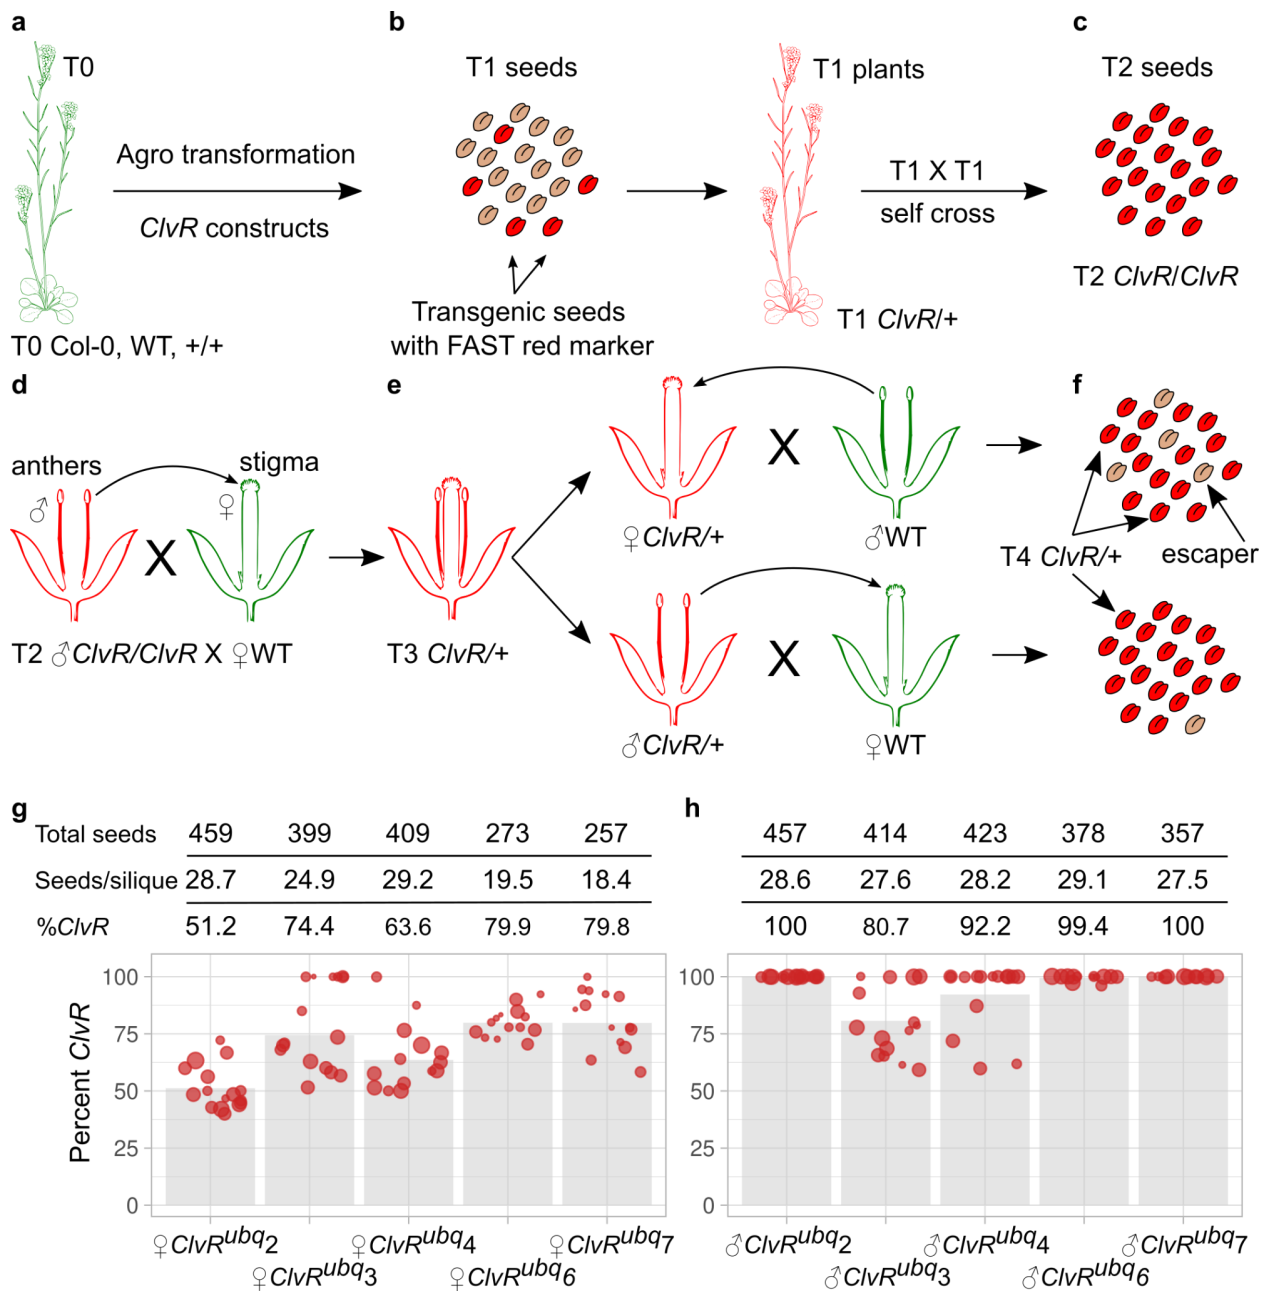 a
b
c
T0
T1 seeds
T1 plants
T2 seeds
Agro transformation
ClvR constructs
T1 X T1
self cross
Transgenic seeds
with FAST red marker
T0 Col-0, WT, +/+
T1 ClvR/+
T2 ClvR/ClvR
d
e
f
anthers
stigma
♂
♀
X
X
♀ClvR/+
♂WT
T4 ClvR/+
escaper
T2 ♂ClvR/ClvR X ♀WT
T3 ClvR/+
X
♂ClvR/+
♀WT
g
Total seeds 459 399 409 273 257
Seeds/silique 28.7 24.9 29.2 19.5 18.4
%ClvR 51.2 74.4 63.6 79.9 79.8
Percent ClvR
100
75
50
25
0
♀ClvRubq2
♀ClvRubq3
♀ClvRubq4
♀ClvRubq6
♀ClvRubq7
h
457 414 423 378 357
28.6 27.6 28.2 29.1 27.5
100 80.7 92.2 99.4 100
100
75
50
25
0
♂ClvRubq2
♂ClvRubq3
♂ClvRubq4
♂ClvRubq6
♂ClvRubq7